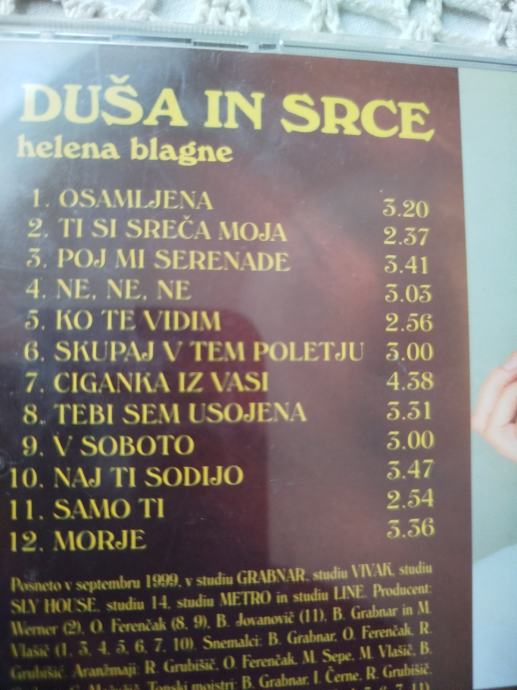 DUŠA IN SRCE
helena blagne
1. OSAMLJENA 3.20
2. TI SI SREČA MOJA 2.37
3. POJ MI SERENADE 3.41
4. NE, NE, NE 3.03
5. KO TE VIDIM 2.56
6. SKUPAJ V TEM POLETJU 3.00
7. CIGANKA IZ VASI 4.38
8. TEBI SEM USOJENA 3.31
9. V SOBOTO 3.00
10. NAJ TI SODIJO 3.47
11. SAMO TI 2.54
12. MORJE 3.36
Posneto v septembru 1999, v studiu GRABNAR, studiu VIVAK, studiu
SLY HOUSE, studiu 14, studiu METRO in studiu LINE. Producent:
Werner (2), O. Ferenčak (8, 9), B. Jovanovič (11), B. Grabnar in M.
Vlašič (1, 3, 4, 5, 6, 7, 10). Snemalci: B. Grabnar, O. Ferenčak, R.
Grubišič. Aranžmaji: R. Grubišič, O. Ferenčak, M. Sepe, M. Vlašič, B.
Tonski mojstri: B. Grabnar, I. Černe, R. Grubišič,